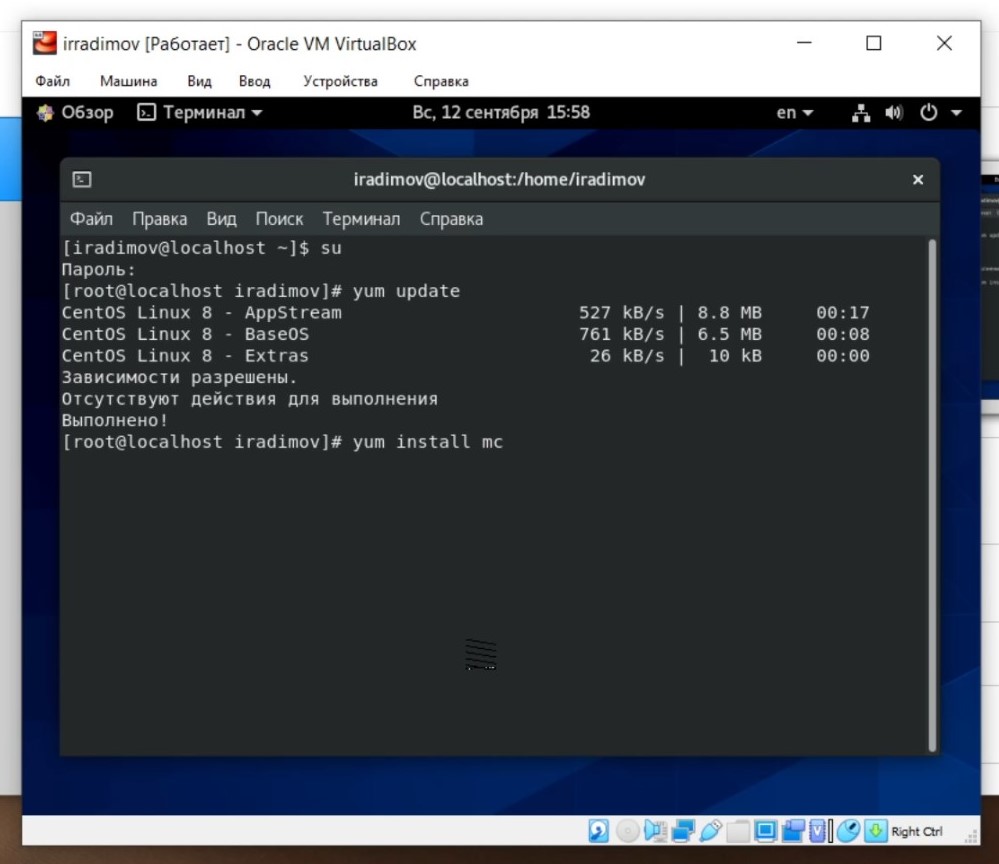 irradimov [Работает] - Oracle VM VirtualBox
Файл Машина Вид Ввод Устройства Справка
Обзор Терминал Вс, 12 сентября 15:58 en
iradimov@localhost:/home/iradimov
Файл Правка Вид Поиск Терминал Справка
[iradimov@localhost ~]$ su
Пароль:
[root@localhost iradimov]# yum update
CentOS Linux 8 - AppStream 527 kB/s | 8.8 MB 00:17
CentOS Linux 8 - BaseOS 761 kB/s | 6.5 MB 00:08
CentOS Linux 8 - Extras 26 kB/s | 10 kB 00:00
Зависимости разрешены.
Отсутствуют действия для выполнения
Выполнено!
[root@localhost iradimov]# yum install mc
Right Ctrl